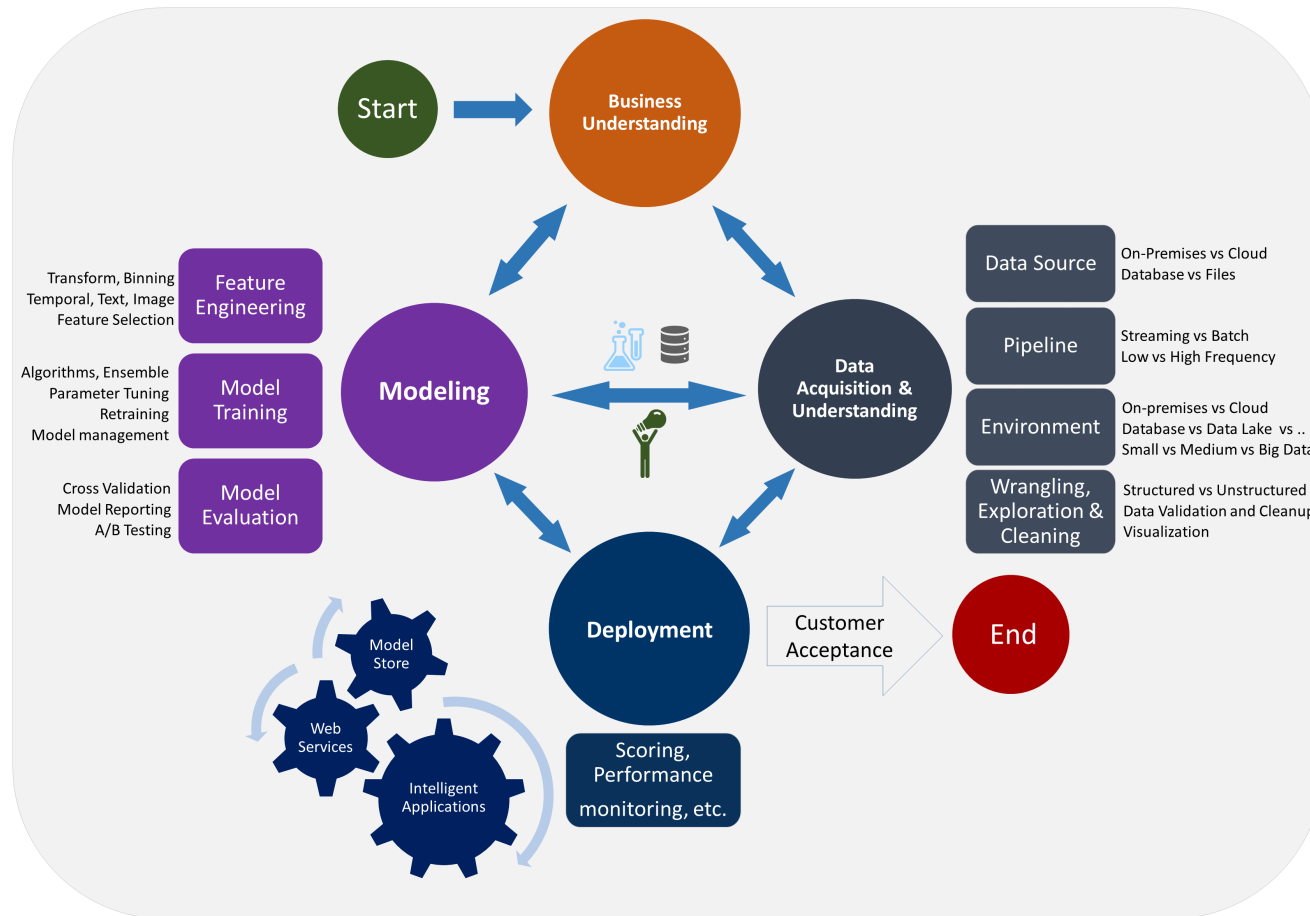 Start
Business
Understanding
Feature
Engineering
Transform, Binning
Temporal, Text, Image
Feature Selection
Model
Training
Algorithms, Ensemble
Parameter Tuning
Retraining
Model management
Model
Evaluation
Cross Validation
Model Reporting
A/B Testing
Modeling
Data
Acquisition &
Understanding
Data Source
On-Premises vs Cloud
Database vs Files
Pipeline
Streaming vs Batch
Low vs High Frequency
Environment
On-premises vs Cloud
Database vs Data Lake vs ..
Small vs Medium vs Big Data
Wrangling,
Exploration &
Cleaning
Structured vs Unstructured
Data Validation and Cleanup
Visualization
Deployment
Customer
Acceptance
End
Scoring,
Performance
monitoring, etc.
Model
Store
Web
Services
Intelligent
Applications